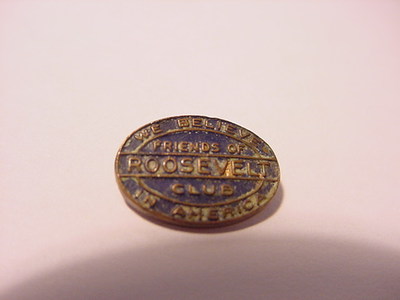 WE BELIEVE
FRIENDS OF
ROOSEVELT
CLUB
IN AMERICA